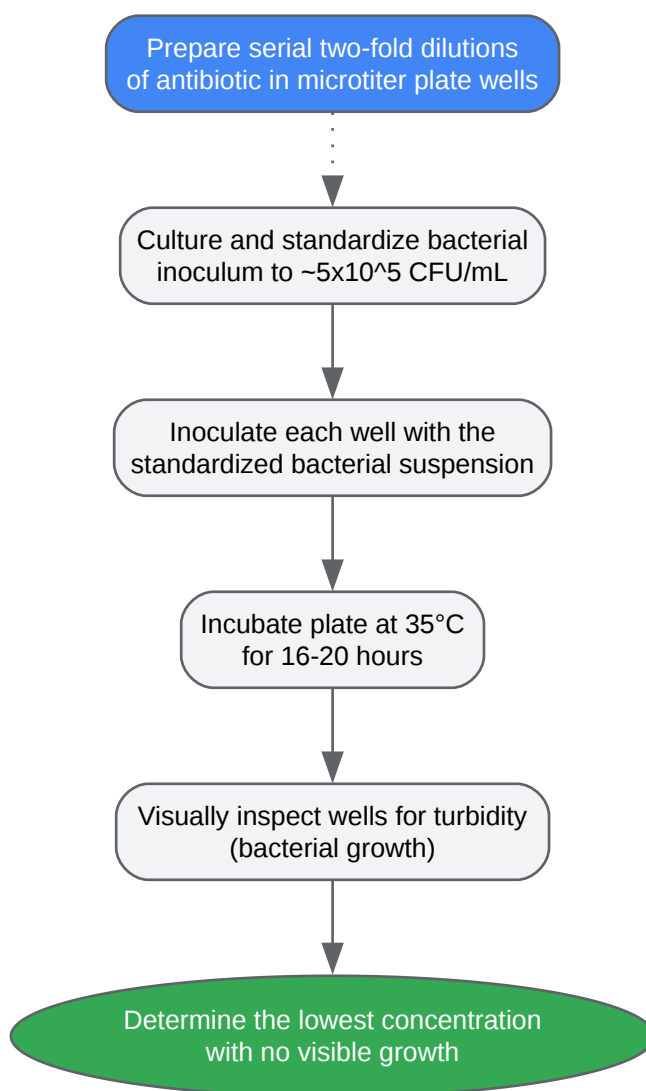 Prepare serial two-fold dilutions
of antibiotic in microtiter plate wells
Culture and standardize bacterial
inoculum to ~5x10^5 CFU/mL
Inoculate each well with the
standardized bacterial suspension
Incubate plate at 35°C
for 16-20 hours
Visually inspect wells for turbidity
(bacterial growth)
Determine the lowest concentration
with no visible growth